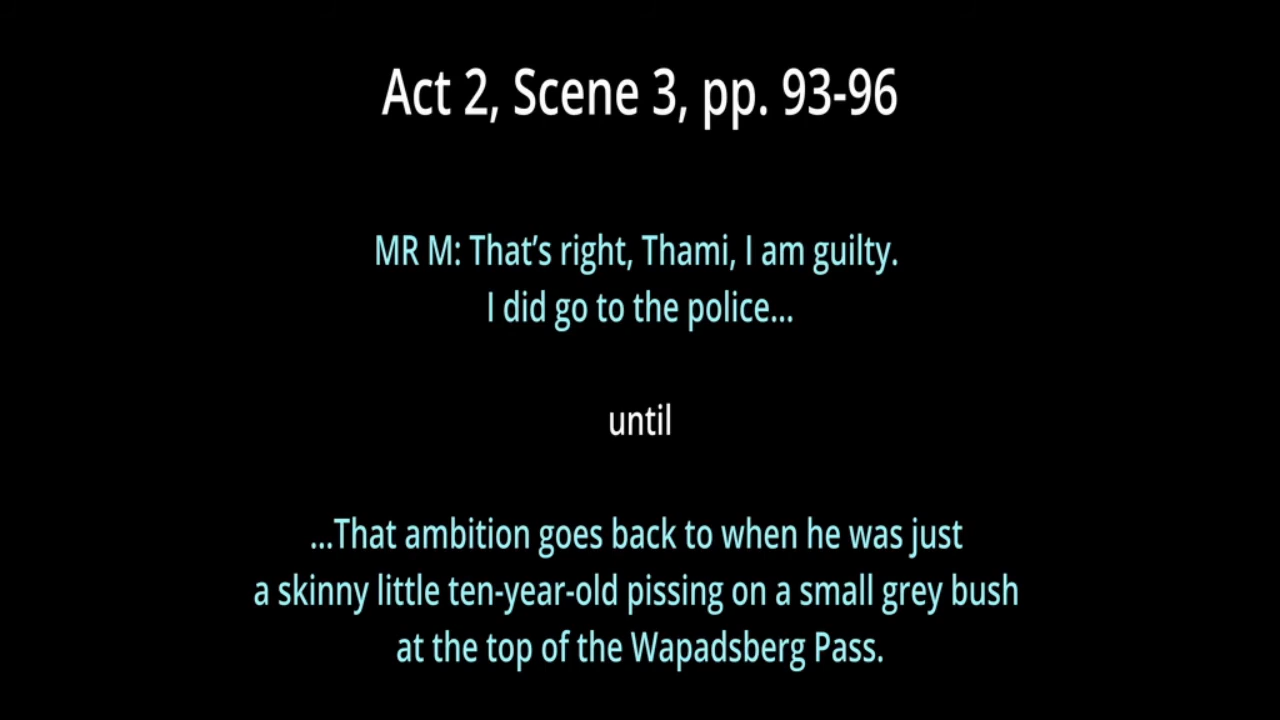 Act 2, Scene 3, pp. 93-96
MR M: That’s right, Thami, I am guilty.
I did go to the police...
until
...That ambition goes back to when he was just
a skinny little ten-year-old pissing on a small grey bush
at the top of the Wapadsberg Pass.